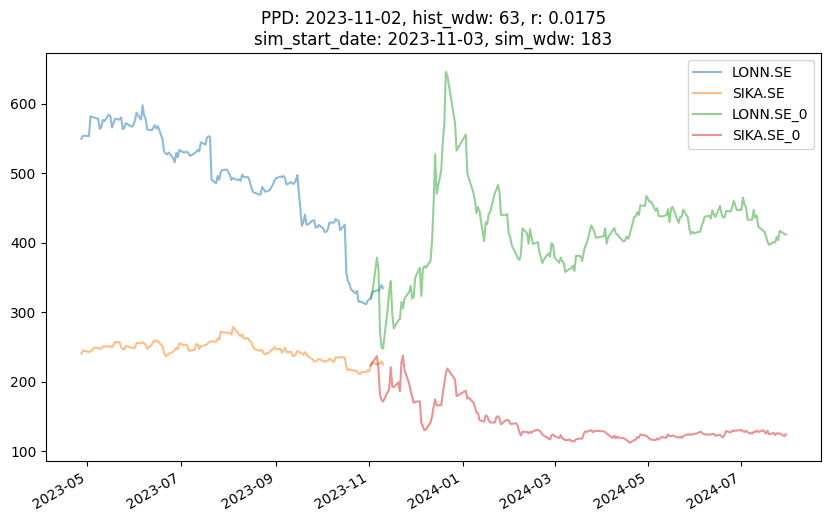 PPD: 2023-11-02, hist_wdw: 63, r: 0.0175
sim_start_date: 2023-11-03, sim_wdw: 183
LONN.SE
SIKA.SE
LONN.SE_0
SIKA.SE_0
600
500
400
300
200
100
2023-05
2023-07
2023-09
2023-11
2024-01
2024-03
2024-05
2024-07